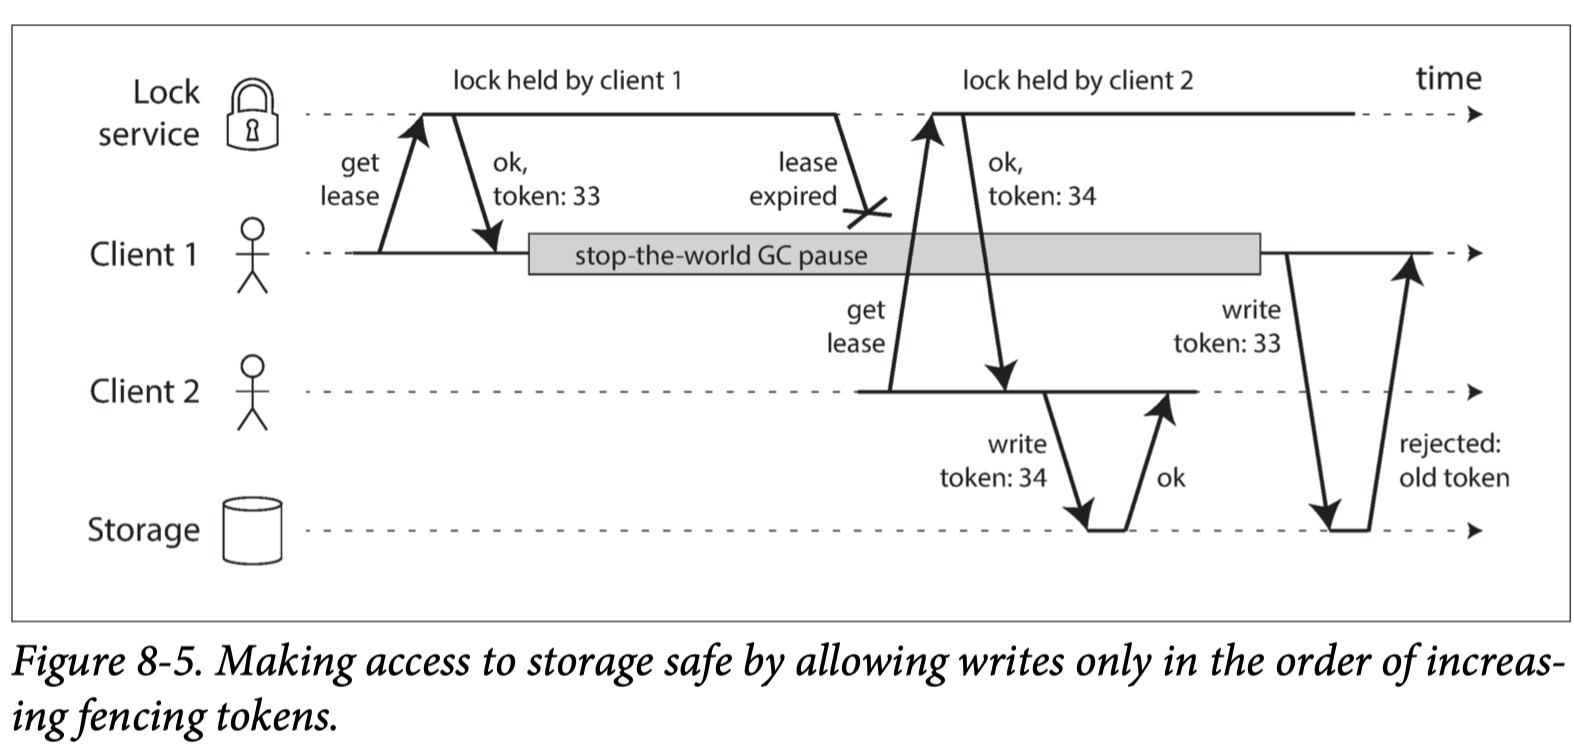 lock held by client 1
lock held by client 2
time
Lock
service
get
lease
ok,
token: 33
lease
expired
ok,
token: 34
Client 1
stop-the-world GC pause
get
lease
write
token: 33
Client 2
write
token: 34
ok
rejected:
old token
Storage
Figure 8-5. Making access to storage safe by allowing writes only in the order of increas-
ing fencing tokens.